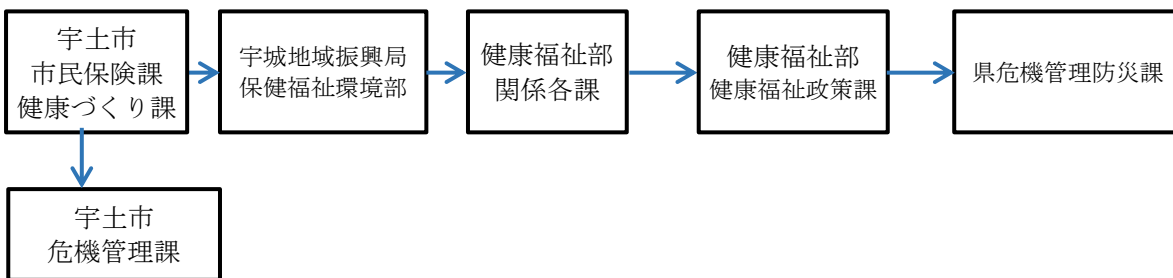 宇土市
市民保険課
健康づくり課
宇城地域振興局
保健福祉環境部
健康福祉部
関係各課
健康福祉部
健康福祉政策課
県危機管理防災課
宇土市
危機管理課